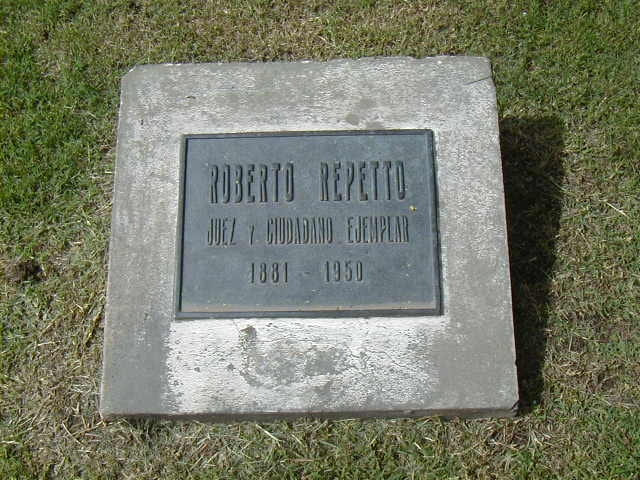 ROBERTO REPETTO
JUEZ Y CIUDADANO EJEMPLAR
1881 - 1950